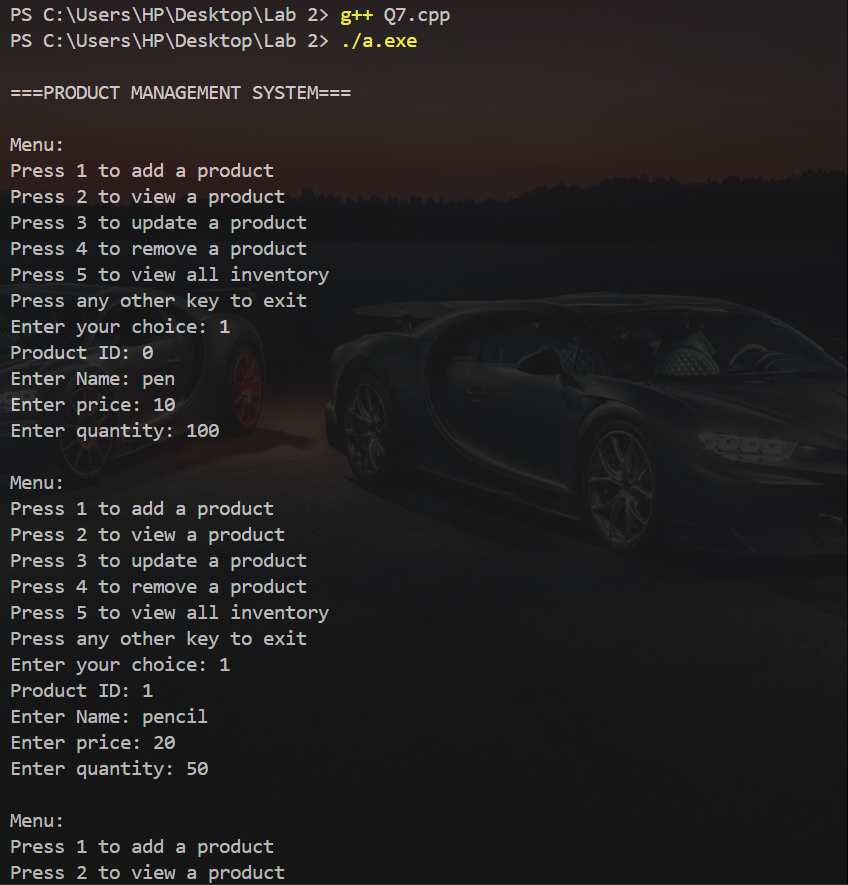 PS C:\Users\HP\Desktop\Lab 2> g++ Q7.cpp
PS C:\Users\HP\Desktop\Lab 2> ./a.exe
===PRODUCT MANAGEMENT SYSTEM===
Menu:
Press 1 to add a product
Press 2 to view a product
Press 3 to update a product
Press 4 to remove a product
Press 5 to view all inventory
Press any other key to exit
Enter your choice: 1
Product ID: 0
Enter Name: pen
Enter price: 10
Enter quantity: 100
Menu:
Press 1 to add a product
Press 2 to view a product
Press 3 to update a product
Press 4 to remove a product
Press 5 to view all inventory
Press any other key to exit
Enter your choice: 1
Product ID: 1
Enter Name: pencil
Enter price: 20
Enter quantity: 50
Menu:
Press 1 to add a product
Press 2 to view a product